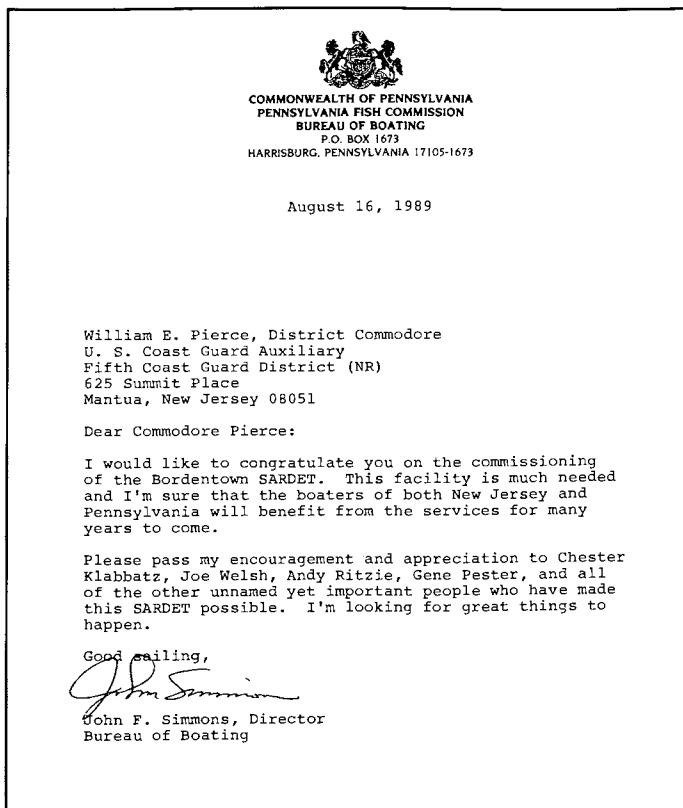 COMMONWEALTH OF PENNSYLVANIA
PENNSYLVANIA FISH COMMISSION
BUREAU OF BOATING
P.O. BOX 1673
HARRISBURG, PENNSYLVANIA 17105-1673
August 16, 1989
William E. Pierce, District Commodore
U. S. Coast Guard Auxiliary
Fifth Coast Guard District (NR)
625 Summit Place
Mantua, New Jersey 08051
Dear Commodore Pierce:
I would like to congratulate you on the commissioning
of the Bordentown SARDET. This facility is much needed
and I'm sure that the boaters of both New Jersey and
Pennsylvania will benefit from the services for many
years to come.
Please pass my encouragement and appreciation to Chester
Klabbatz, Joe Welsh, Andy Ritzie, Gene Pester, and all
of the other unnamed yet important people who have made
this SARDET possible. I'm looking for great things to
happen.
Good sailing,
John Simmons
John F. Simmons, Director
Bureau of Boating